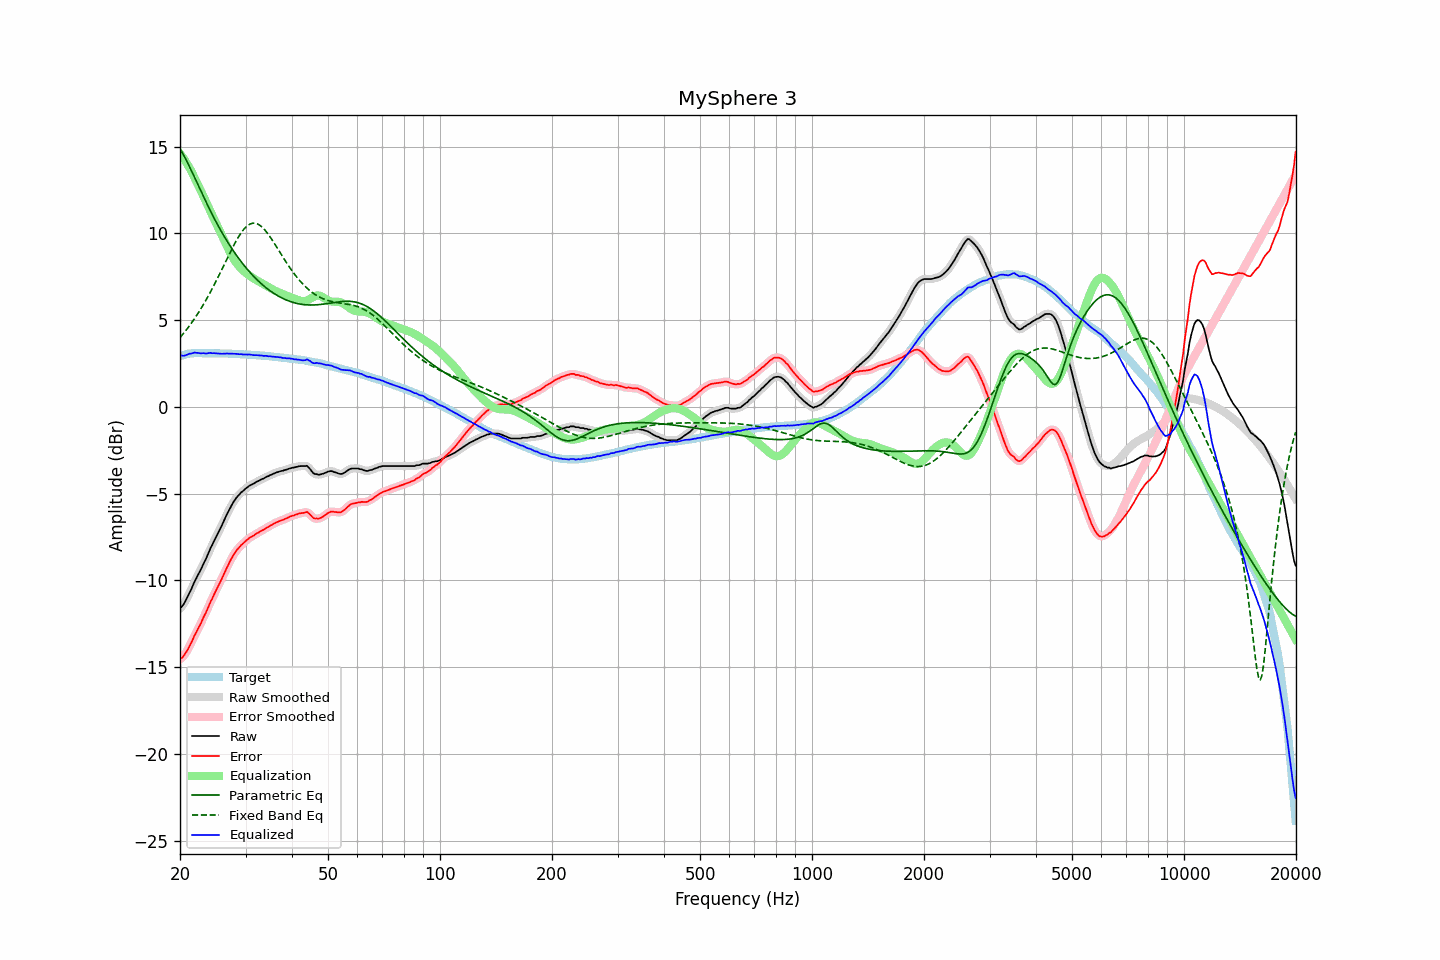 MySphere 3
Amplitude (dBr)
15
10
5
0
−5
−10
−15
−20
−25
Target
Raw Smoothed
Error Smoothed
Raw
Error
Equalization
Parametric Eq
Fixed Band Eq
Equalized
20
50
100
200
500
1000
2000
5000
10000
20000
Frequency (Hz)